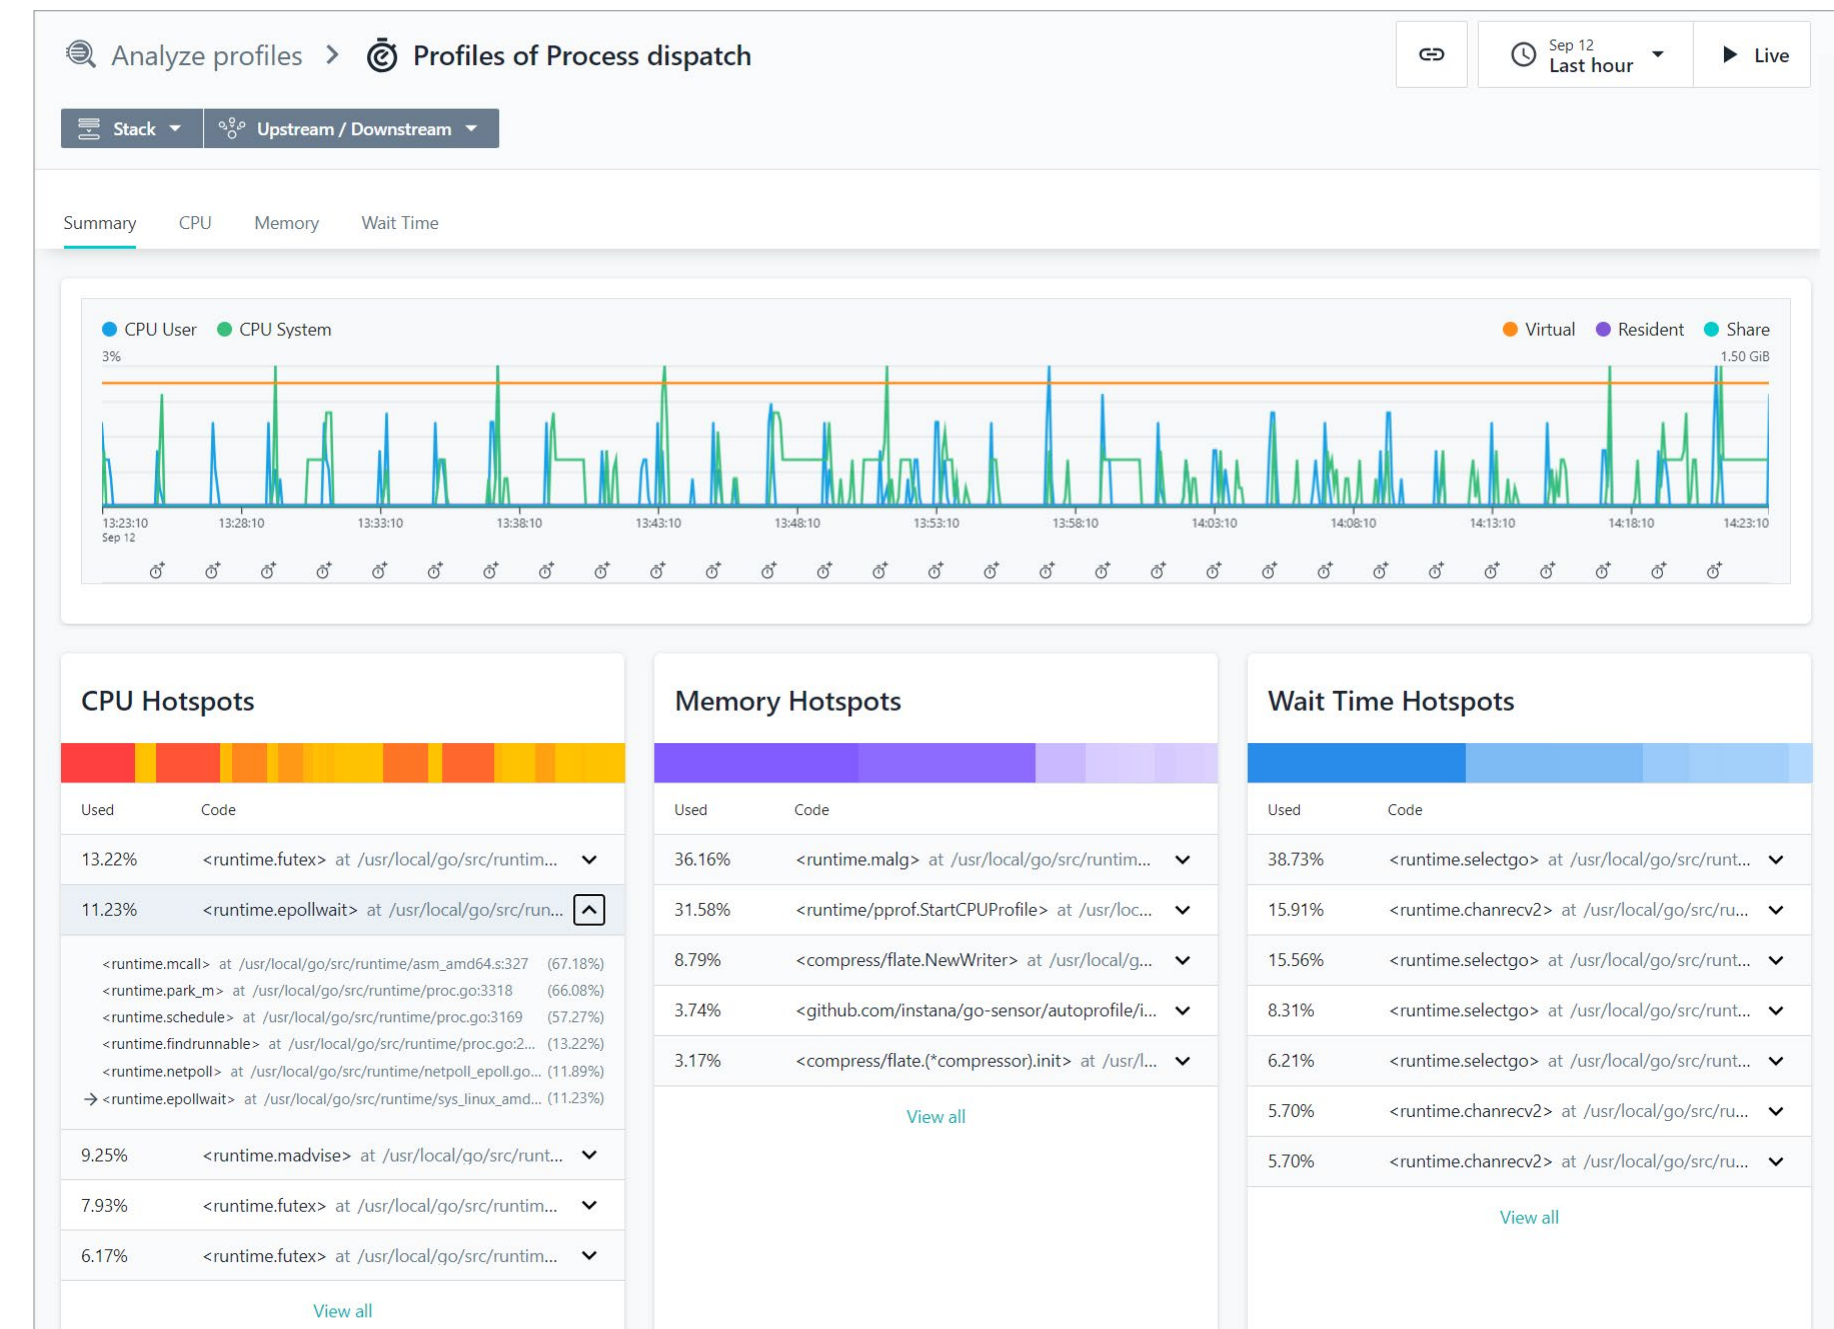 Analyze profiles > Profiles of Process dispatch
Sep 12
Last hour
Live
Stack
Upstream / Downstream
Summary CPU Memory Wait Time
CPU User CPU System
Virtual Resident Share
3%
1.50 GiB
13:23:10 13:28:10 13:33:10 13:38:10 13:43:10 13:48:10 13:53:10 13:58:10 14:03:10 14:08:10 14:13:10 14:18:10 14:23:10
Sep 12
CPU Hotspots
Used Code
13.22% <runtime.futex> at /usr/local/go/src/runtim...
11.23% <runtime.epollwait> at /usr/local/go/src/run...
<runtime.mcall> at /usr/local/go/src/runtime/asm_amd64.s:327 (67.18%)
<runtime.park_m> at /usr/local/go/src/runtime/proc.go:3318 (66.08%)
<runtime.schedule> at /usr/local/go/src/runtime/proc.go:3169 (57.27%)
<runtime.findrunnable> at /usr/local/go/src/runtime/proc.go:2... (13.22%)
<runtime.netpoll> at /usr/local/go/src/runtime/netpoll_epoll.go... (11.89%)
→ <runtime.epollwait> at /usr/local/go/src/runtime/sys_linux_amd... (11.23%)
9.25% <runtime.madvise> at /usr/local/go/src/runt...
7.93% <runtime.futex> at /usr/local/go/src/runtim...
6.17% <runtime.futex> at /usr/local/go/src/runtim...
View all
Memory Hotspots
Used Code
36.16% <runtime.malg> at /usr/local/go/src/runtim...
31.58% <runtime/pprof.StartCPUProfile> at /usr/loc...
8.79% <compress/flate.NewWriter> at /usr/local/g...
3.74% <github.com/instana/go-sensor/autoprofile/i...
3.17% <compress/flate.(*compressor).init> at /usr/l...
View all
Wait Time Hotspots
Used Code
38.73% <runtime.selectgo> at /usr/local/go/src/runt...
15.91% <runtime.chanrecv2> at /usr/local/go/src/ru...
15.56% <runtime.selectgo> at /usr/local/go/src/runt...
8.31% <runtime.selectgo> at /usr/local/go/src/runt...
6.21% <runtime.selectgo> at /usr/local/go/src/runt...
5.70% <runtime.chanrecv2> at /usr/local/go/src/ru...
5.70% <runtime.chanrecv2> at /usr/local/go/src/ru...
View all